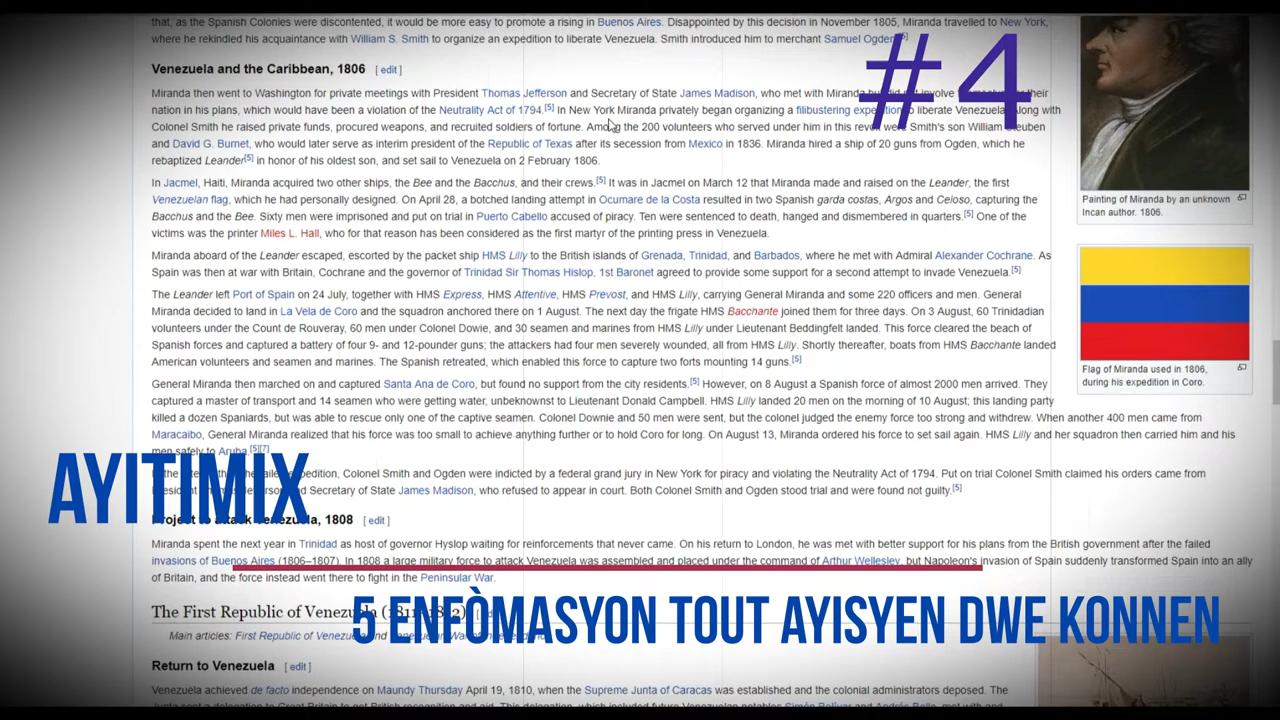 that, as the Spanish Colonies were discontented, it would be more easy to promote a rising in Buenos Aires. Disappointed by this decision in November 1805, Miranda travelled to New York,
where he rekindled his acquaintance with William S. Smith to organize an expedition to liberate Venezuela. Smith introduced him to merchant Samuel Ogden
#4
Venezuela and the Caribbean, 1806 [ edit ]
Miranda then went to Washington for private meetings with President Thomas Jefferson and Secretary of State James Madison, who met with Miranda but did not involve themselves or their
nation in his plans, which would have been a violation of the Neutrality Act of 1794.[5] In New York Miranda privately began organizing a filibustering expedition to liberate Venezuela. Along with
Colonel Smith he raised private funds, procured weapons, and recruited soldiers of fortune. Among the 200 volunteers who served under him in this revolt were Smith's son William Steuben
and David G. Burnet, who would later serve as interim president of the Republic of Texas after its secession from Mexico in 1836. Miranda hired a ship of 20 guns from Ogden, which he
rebaptized Leander[5] in honor of his oldest son, and set sail to Venezuela on 2 February 1806.
In Jacmel, Haiti, Miranda acquired two other ships, the Bee and the Bacchus, and their crews.[5] It was in Jacmel on March 12 that Miranda made and raised on the Leander, the first
Venezuelan flag, which he had personally designed. On April 28, a botched landing attempt in Ocumare de la Costa resulted in two Spanish garda costas, Argos and Celoso, capturing the
Bacchus and the Bee. Sixty men were imprisoned and put on trial in Puerto Cabello accused of piracy. Ten were sentenced to death, hanged and dismembered in quarters.[5] One of the
victims was the printer Miles L. Hall, who for that reason has been considered as the first martyr of the printing press in Venezuela.
Miranda aboard of the Leander escaped, escorted by the packet ship HMS Lilly to the British islands of Grenada, Trinidad, and Barbados, where he met with Admiral Alexander Cochrane. As
Spain was then at war with Britain, Cochrane and the governor of Trinidad Sir Thomas Hislop, 1st Baronet agreed to provide some support for a second attempt to invade Venezuela.[5]
The Leander left Port of Spain on 24 July, together with HMS Express, HMS Attentive, HMS Prevost, and HMS Lilly, carrying General Miranda and some 220 officers and men. General
Miranda decided to land in La Vela de Coro and the squadron anchored there on 1 August. The next day the frigate HMS Bacchante joined them for three days. On 3 August, 60 Trinidadian
volunteers under the Count de Rouveray, 60 men under Colonel Dowie, and 30 seamen and marines from HMS Lilly under Lieutenant Beddingfelt landed. This force cleared the beach of
Spanish forces and captured a battery of four 9- and 12-pounder guns; the attackers had four men severely wounded, all from HMS Lilly. Shortly thereafter, boats from HMS Bacchante landed
American volunteers and seamen and marines. The Spanish retreated, which enabled this force to capture two forts mounting 14 guns.[5]
General Miranda then marched on and captured Santa Ana de Coro, but found no support from the city residents.[5] However, on 8 August a Spanish force of almost 2000 men arrived. They
captured a master of transport and 14 seamen who were getting water, unbeknownst to Lieutenant Donald Campbell. HMS Lilly landed 20 men on the morning of 10 August; this landing party
killed a dozen Spaniards, but was able to rescue only one of the captive seamen. Colonel Downie and 50 men were sent, but the colonel judged the enemy force too strong and withdrew. When another 400 men came from
Maracaibo, General Miranda realized that his force was too small to achieve anything further or to hold Coro for long. On August 13, Miranda ordered his force to set sail again. HMS Lilly and her squadron then carried him and his
men safely to Aruba.[5][7]
expedition, Colonel Smith and Ogden were indicted by a federal grand jury in New York for piracy and violating the Neutrality Act of 1794. Put on trial Colonel Smith claimed his orders came from
and Secretary of State James Madison, who refused to appear in court. Both Colonel Smith and Ogden stood trial and were found not guilty.[5]
AYITIMIX
Project to attack Venezuela, 1808 [ edit ]
Miranda spent the next year in Trinidad as host of governor Hyslop waiting for reinforcements that never came. On his return to London, he was met with better support for his plans from the British government after the failed
invasions of Buenos Aires (1806–1807). In 1808 a large military force to attack Venezuela was assembled and placed under the command of Arthur Wellesley, but Napoleon's invasion of Spain suddenly transformed Spain into an ally
of Britain, and the force instead went there to fight in the Peninsular War.
The First Republic of Venezuela
5 ENFÒMASYON TOUT AYISYEN DWE KONNEN
Main articles: First Republic of Venezuela and
Return to Venezuela [ edit ]
Venezuela achieved de facto independence on Maundy Thursday April 19, 1810, when the Supreme Junta of Caracas was established and the colonial administrators deposed. The
Painting of Miranda by an unknown
Incan author. 1806.
Flag of Miranda used in 1806,
during his expedition in Coro.